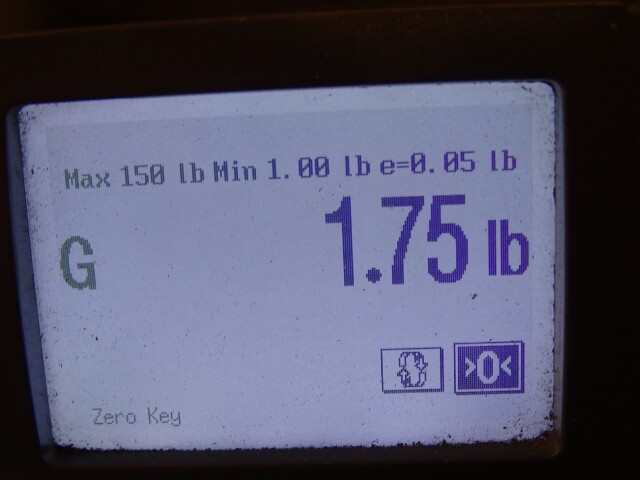 Max 150 lb Min 1.00 lb e=0.05 lb
G 1.75 lb
>0<
Zero Key